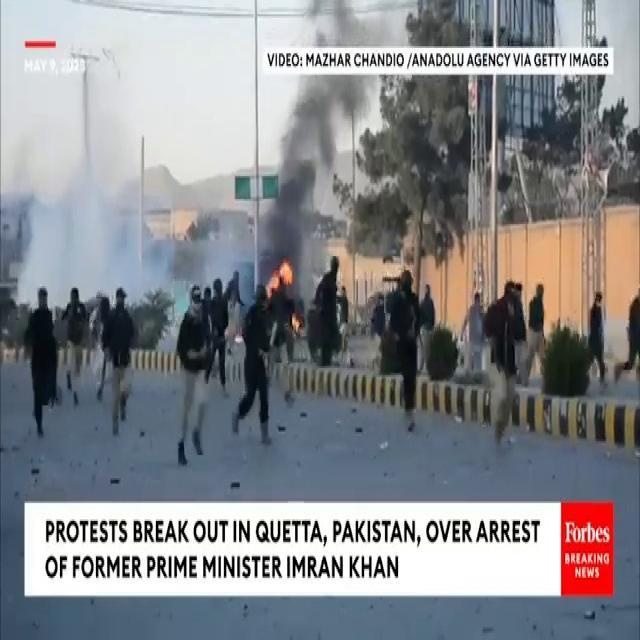 MAY 9, 2023
VIDEO: MAZHAR CHANDIO /ANADOLU AGENCY VIA GETTY IMAGES
PROTESTS BREAK OUT IN QUETTA, PAKISTAN, OVER ARREST
OF FORMER PRIME MINISTER IMRAN KHAN
Forbes
BREAKING
NEWS